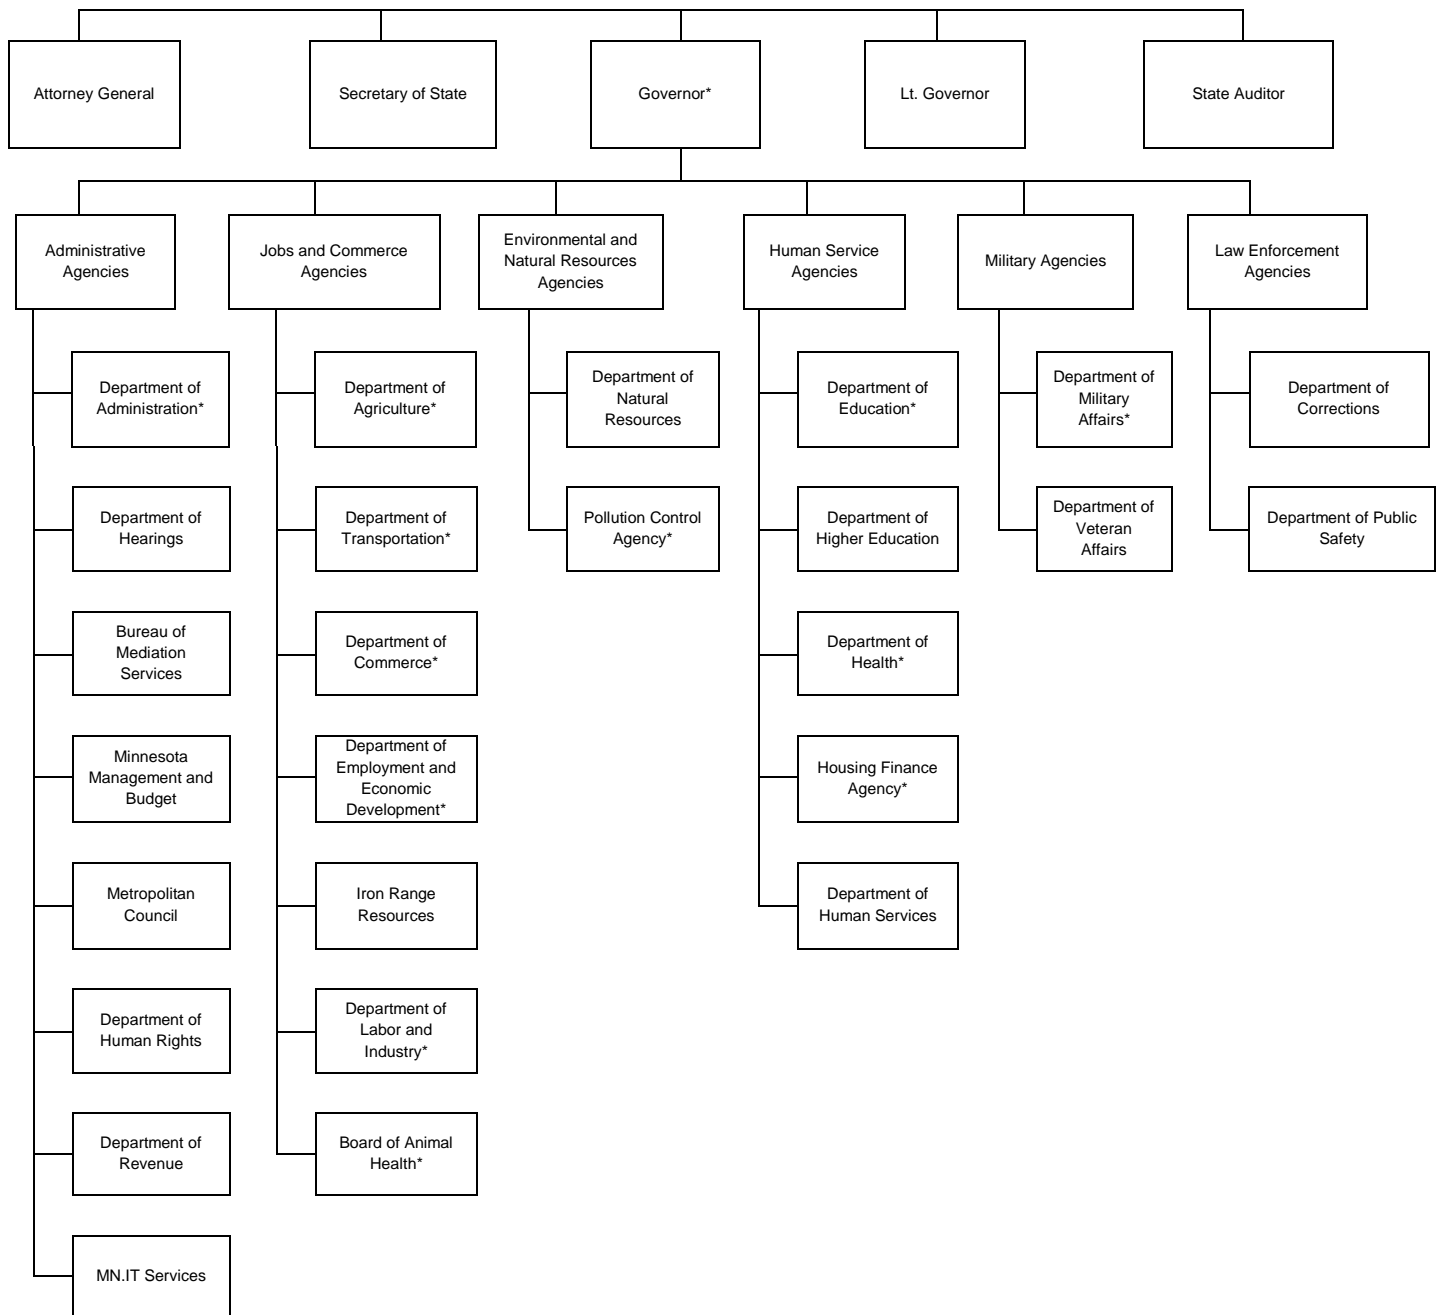 Attorney General
Secretary of State
Governor*
Lt. Governor
State Auditor
Administrative
Agencies
Jobs and Commerce
Agencies
Environmental and
Natural Resources
Agencies
Human Service
Agencies
Military Agencies
Law Enforcement
Agencies
Department of
Administration*
Department of
Agriculture*
Department of
Natural
Resources
Department of
Education*
Department of
Military
Affairs*
Department of
Corrections
Department of
Hearings
Department of
Transportation*
Pollution Control
Agency*
Department of
Higher Education
Department of
Veteran
Affairs
Department of Public
Safety
Bureau of
Mediation
Services
Department of
Commerce*
Department of
Health*
Minnesota
Management and
Budget
Department of
Employment and
Economic
Development*
Housing Finance
Agency*
Metropolitan
Council
Iron Range
Resources
Department of
Human Services
Department of
Human Rights
Department of
Labor and
Industry*
Department of
Revenue
Board of Animal
Health*
MN.IT Services